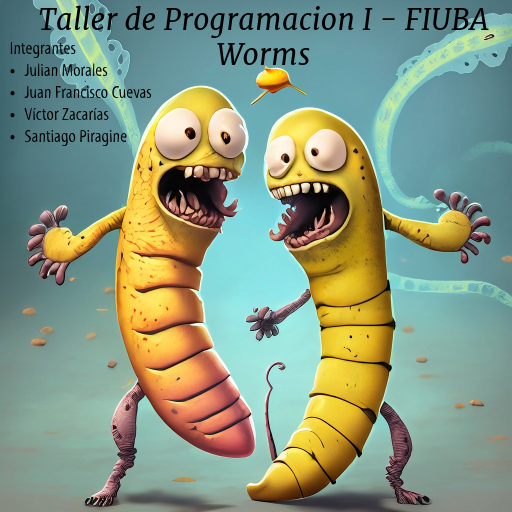 Taller de Programacion I - FIUBA
Worms
Integrantes
• Julian Morales
• Juan Francisco Cuevas
• Víctor Zacarías
• Santiago Piragine